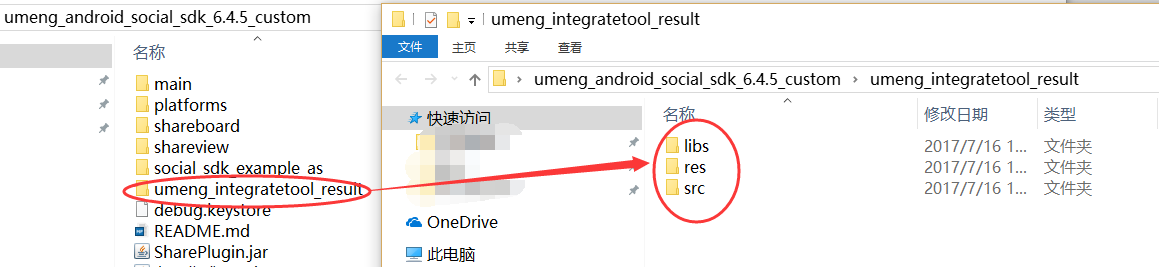 umeng_android_social_sdk_6.4.5_custom
名称
main
platforms
shareboard
shareview
social_sdk_example_as
umeng_integratetool_result
debug.keystore
README.md
SharePlugin.jar
umeng_integratetool_result
文件
主页
共享
查看
umeng_android_social_sdk_6.4.5_custom > umeng_integratetool_result
快速访问
OneDrive
此电脑
名称 修改日期 类型
libs 2017/7/16 1... 文件夹
res 2017/7/16 1... 文件夹
src 2017/7/16 1... 文件夹